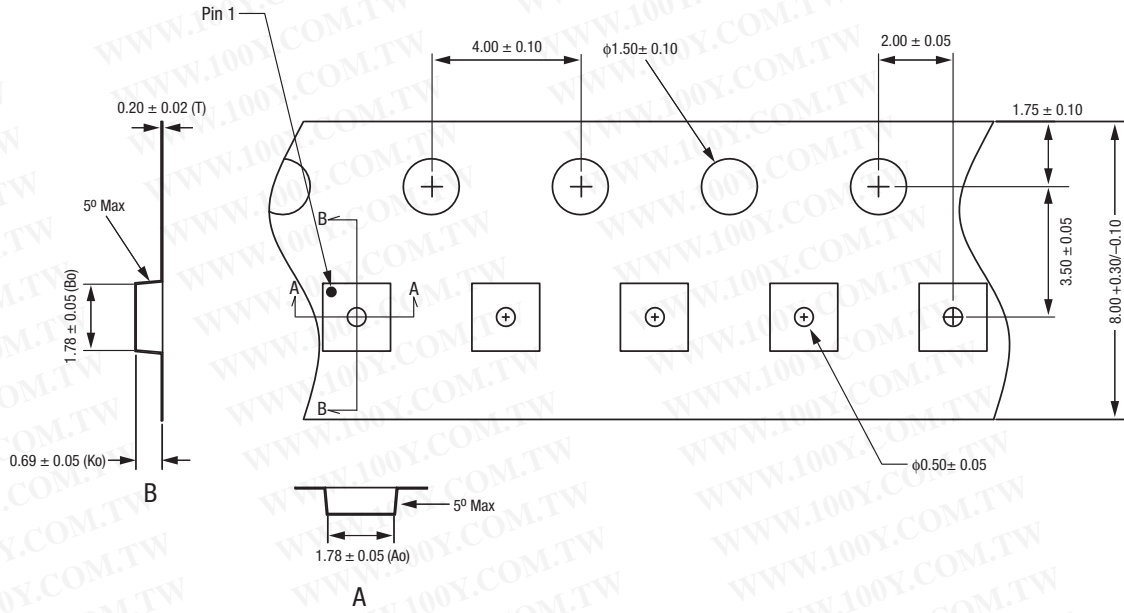 Pin 1
4.00 ± 0.10
ϕ1.50± 0.10
2.00 ± 0.05
0.20 ± 0.02 (T)
1.75 ± 0.10
5º Max
B
3.50 ± 0.05
8.00 +0.30/–0.10
A
A
1.78 ± 0.05 (Bo)
B
0.69 ± 0.05 (Ko)
B
ϕ0.50± 0.05
5º Max
1.78 ± 0.05 (Ao)
A
WWW.100Y.COM.TW